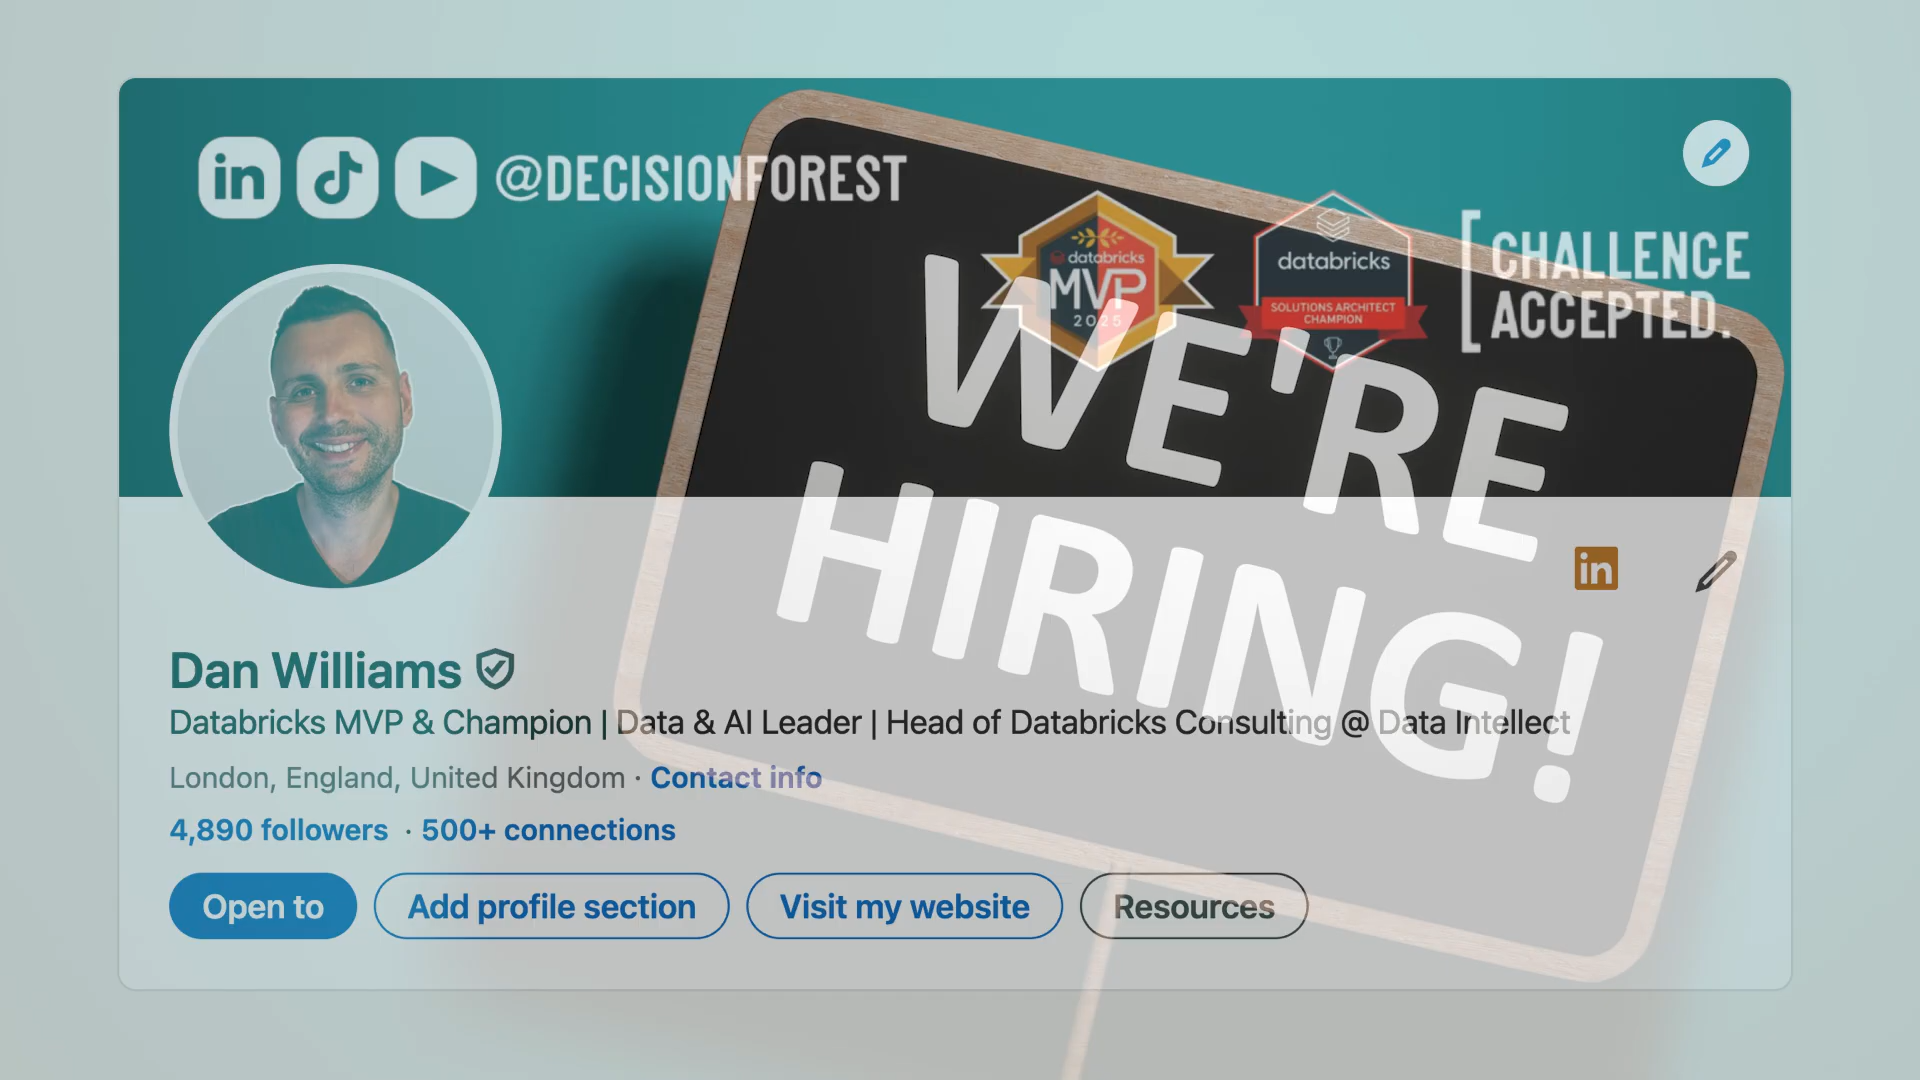 in
@DECISIONFOREST
databricks
MVP
2025
databricks
SOLUTIONS ARCHITECT
CHAMPION
[CHALLENGE
ACCEPTED.
WE'RE
HIRING!
in
Dan Williams
Databricks MVP & Champion | Data & AI Leader | Head of Databricks Consulting @ Data Intellect
London, England, United Kingdom · Contact info
4,890 followers · 500+ connections
Open to
Add profile section
Visit my website
Resources